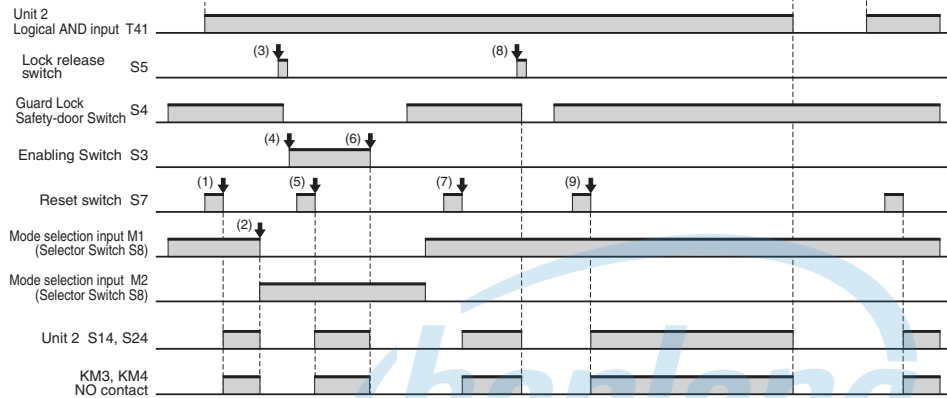 Unit 2
Logical AND input T41
(3)
(8)
Lock release
switch S5
Guard Lock
Safety-door Switch S4
(4)
(6)
Enabling Switch S3
(1)
(5)
(7)
(9)
Reset switch S7
(2)
Mode selection input M1
(Selector Switch S8)
Mode selection input M2
(Selector Switch S8)
Unit 2 S14, S24
KM3, KM4
NO contact